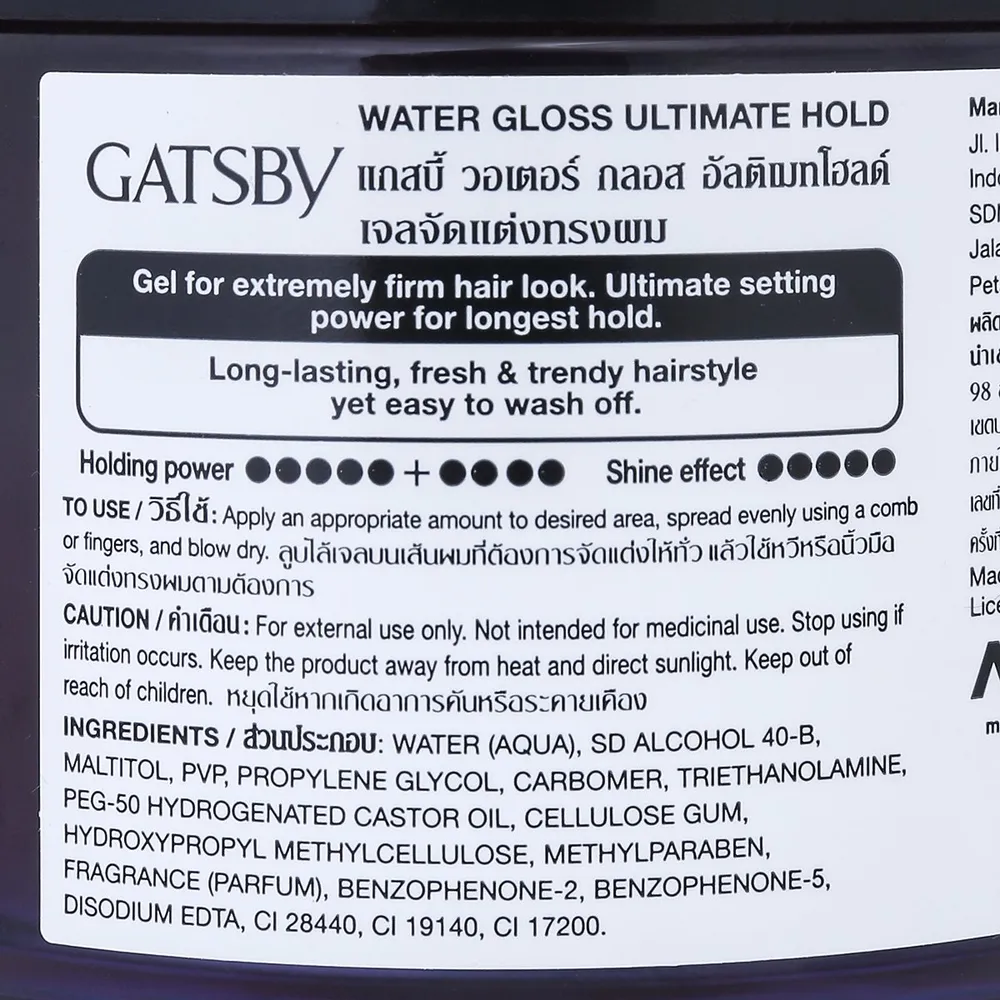 GATSBY
WATER GLOSS ULTIMATE HOLD
แกสบี้ วอเตอร์ กลอส อัลติเมทโฮลด์
เจลจัดแต่งทรงผม
Gel for extremely firm hair look. Ultimate setting
power for longest hold.
Long-lasting, fresh & trendy hairstyle
yet easy to wash off.
Holding power ●●●●● + ●●●● Shine effect ●●●●●
TO USE / วิธีใช้: Apply an appropriate amount to desired area, spread evenly using a comb
or fingers, and blow dry. ลูบไล้เจลบนเส้นผมที่ต้องการจัดแต่งให้ทั่ว แล้วใช้หวีหรือนิ้วมือ
จัดแต่งทรงผมตามต้องการ
CAUTION / คำเตือน: For external use only. Not intended for medicinal use. Stop using if
irritation occurs. Keep the product away from heat and direct sunlight. Keep out of
reach of children. หยุดใช้หากเกิดอาการคันหรือระคายเคือง
INGREDIENTS / ส่วนประกอบ: WATER (AQUA), SD ALCOHOL 40-B,
MALTITOL, PVP, PROPYLENE GLYCOL, CARBOMER, TRIETHANOLAMINE,
PEG-50 HYDROGENATED CASTOR OIL, CELLULOSE GUM,
HYDROXYPROPYL METHYLCELLULOSE, METHYLPARABEN,
FRAGRANCE (PARFUM), BENZOPHENONE-2, BENZOPHENONE-5,
DISODIUM EDTA, CI 28440, CI 19140, CI 17200.
Jl.
98